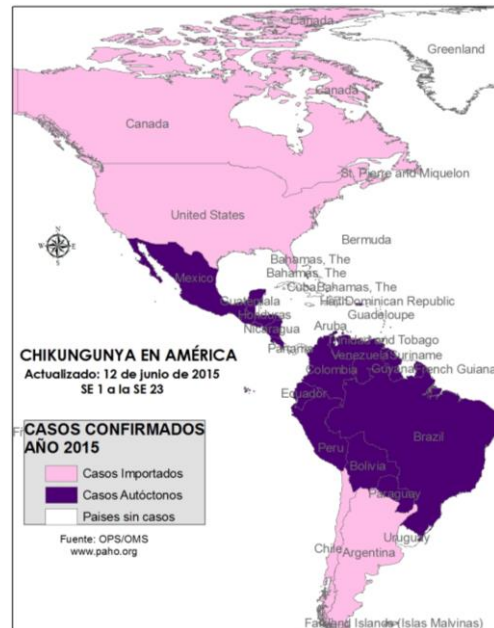 Canada
Greenland
Canada
Canada
St. Pierre and Miquelon
United States
Bermuda
Bahamas, The
Bahamas, The
Mexico
Cuba
Bahamas, The
Guatemala
Haiti
Dominican Republic
Honduras
Guadeloupe
Nicaragua
Aruba
Panama
Trinidad and Tobago
CHIKUNGUNYA EN AMÉRICA
Actualizado: 12 de junio de 2015
SE 1 a la SE 23
Venezuela
Suriname
Colombia
Guyana
French Guiana
Ecuador
CASOS CONFIRMADOS
AÑO 2015
Casos Importados
Casos Autóctonos
Paises sin casos
Fuente: OPS/OMS
www.paho.org
Brazil
Peru
Bolivia
Paraguay
Uruguay
Chile
Argentina
Falkland Islands (Islas Malvinas)